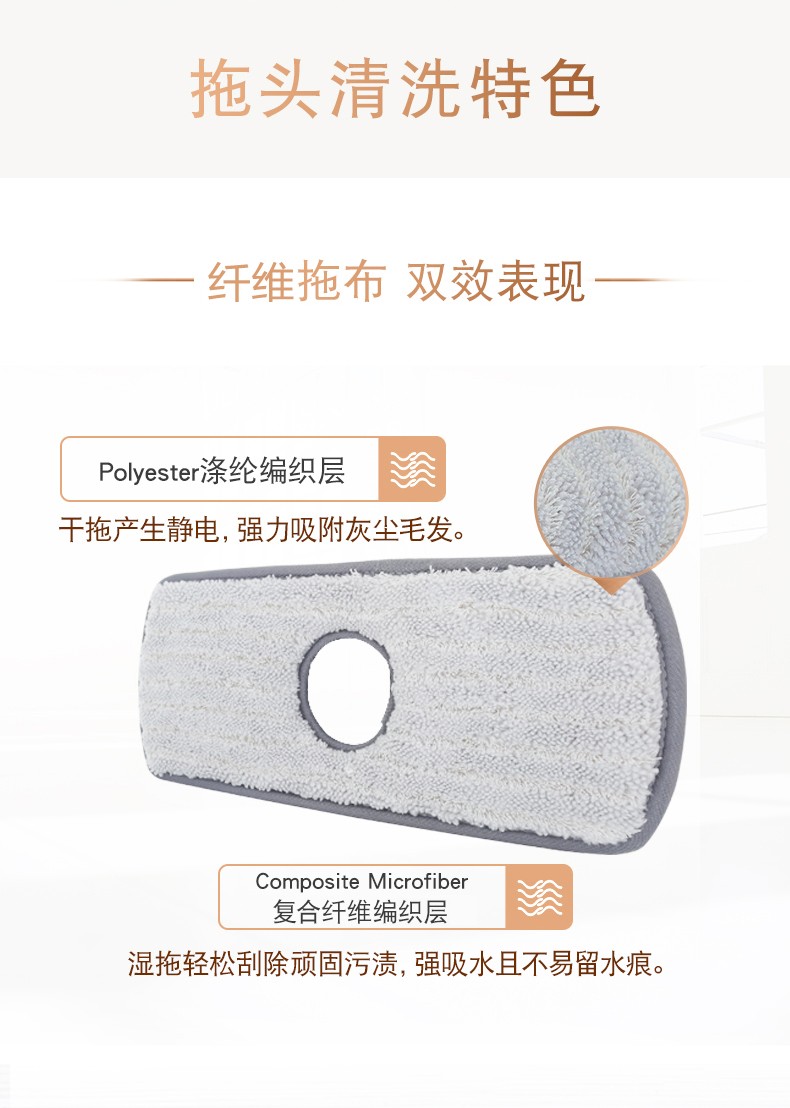 拖头清洗特色
纤维拖布 双效表现
Polyester涤纶编织层
干拖产生静电,强力吸附灰尘毛发。
Composite Microfiber
复合纤维编织层
湿拖轻松刮除顽固污渍,强吸水且不易留水痕。